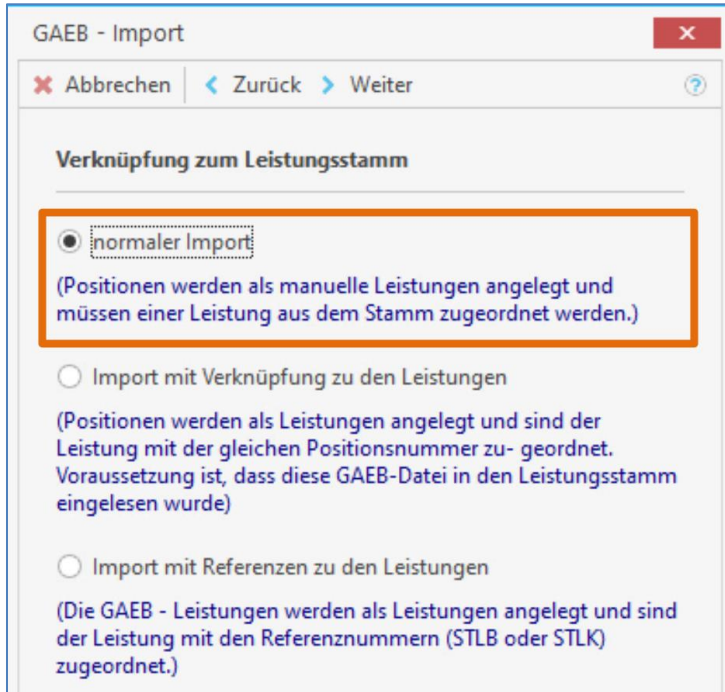 GAEB - Import
Abbrechen Zurück Weiter
Verknüpfung zum Leistungsstamm
normaler Import
(Positionen werden als manuelle Leistungen angelegt und
müssen einer Leistung aus dem Stamm zugeordnet werden.)
Import mit Verknüpfung zu den Leistungen
(Positionen werden als Leistungen angelegt und sind der
Leistung mit der gleichen Positionsnummer zu- geordnet.
Voraussetzung ist, dass diese GAEB-Datei in den Leistungsstamm
eingelesen wurde)
Import mit Referenzen zu den Leistungen
(Die GAEB - Leistungen werden als Leistungen angelegt und sind
der Leistung mit den Referenznummern (STLB oder STLK)
zugeordnet.)